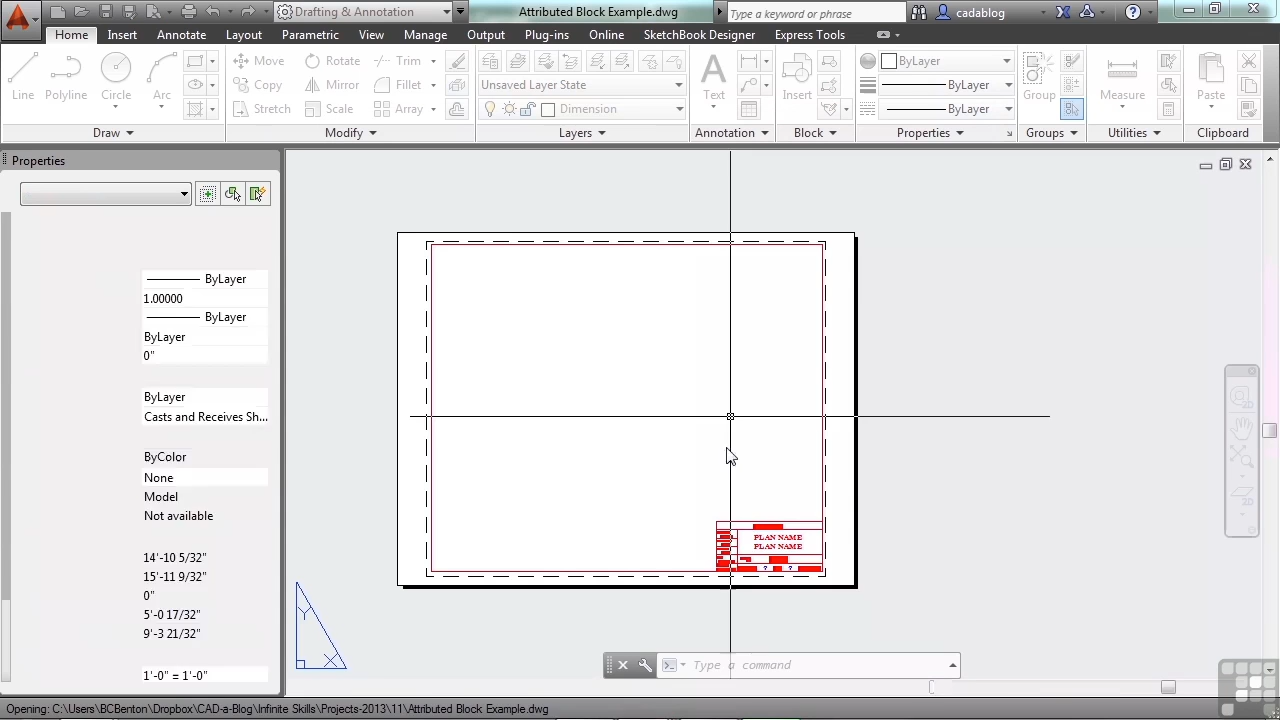 Drafting & Annotation
Attributed Block Example.dwg
Type a keyword or phrase
cadablog
Home Insert Annotate Layout Parametric View Manage Output Plug-ins Online SketchBook Designer Express Tools
Move Rotate Trim
Unsaved Layer State
ByLayer
Line Polyline Circle Arc
Copy Mirror Fillet
Text
Insert
ByLayer
Group
Measure
Paste
Stretch Scale Array
Dimension
ByLayer
Draw Modify Layers Annotation Block Properties Groups Utilities Clipboard
Properties
ByLayer
1.00000
ByLayer
ByLayer
0"
ByLayer
Casts and Receives Sh...
ByColor
None
Model
Not available
14'-10 5/32"
15'-11 9/32"
0"
5'-0 17/32"
9'-3 21/32"
1'-0" = 1'-0"
PLAN NAME
PLAN NAME
? ?
Y
X
2D
2D
Type a command
Opening: C:\Users\BCBenton\Dropbox\CAD-a-Blog\Infinite Skills\Projects-2013\11\Attributed Block Example.dwg